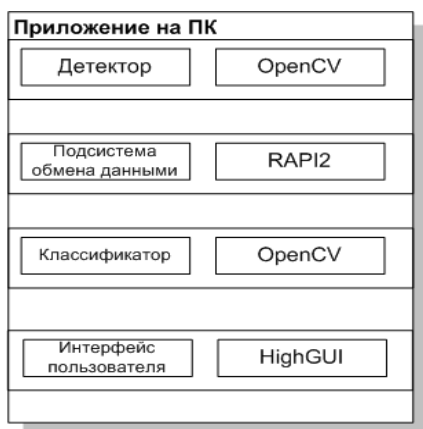 Приложение на ПК
Детектор
OpenCV
Подсистема
обмена данными
RAPI2
Классификатор
OpenCV
Интерфейс
пользователя
HighGUI